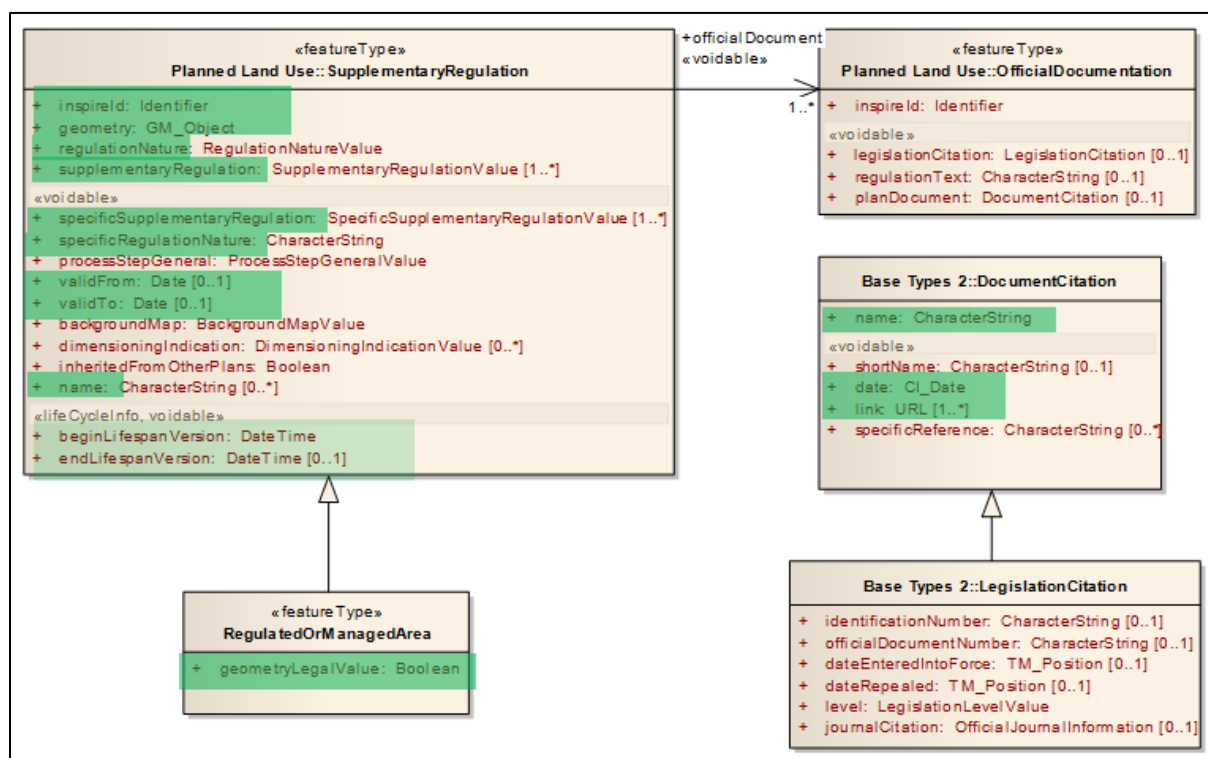 «featureType»
Planned Land Use::SupplementaryRegulation
+ inspireId: Identifier
+ geometry: GM_Object
+ regulationNature: RegulationNatureValue
+ supplementaryRegulation: SupplementaryRegulationValue [1..*]
«voidable»
+ specificSupplementaryRegulation: SpecificSupplementaryRegulationValue [1..*]
+ specificRegulationNature: CharacterString
+ processStepGeneral: ProcessStepGeneralValue
+ validFrom: Date [0..1]
+ validTo: Date [0..1]
+ backgroundMap: BackgroundMapValue
+ dimensioningIndication: DimensioningIndicationValue [0..*]
+ inheritedFromOtherPlans: Boolean
+ name: CharacterString [0..*]
«lifeCycleInfo, voidable»
+ beginLifespanVersion: DateTime
+ endLifespanVersion: DateTime [0..1]
+officialDocument
«voidable»
1..*
«featureType»
Planned Land Use::OfficialDocumentation
+ inspireId: Identifier
«voidable»
+ legislationCitation: LegislationCitation [0..1]
+ regulationText: CharacterString [0..1]
+ planDocument: DocumentCitation [0..1]
Base Types 2::DocumentCitation
+ name: CharacterString
«voidable»
+ shortName: CharacterString [0..1]
+ date: CI_Date
+ link: URL [1..*]
+ specificReference: CharacterString [0..*]
«featureType»
RegulatedOrManagedArea
+ geometryLegalValue: Boolean
Base Types 2::LegislationCitation
+ identificationNumber: CharacterString [0..1]
+ officialDocumentNumber: CharacterString [0..1]
+ dateEnteredIntoForce: TM_Position [0..1]
+ dateRepealed: TM_Position [0..1]
+ level: LegislationLevelValue
+ journalCitation: OfficialJournalInformation [0..1]